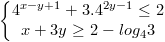 4^{x-y+1} + 3.4^{2y-1} ≤ 2
x + 3y ≥ 2 - log_4 3